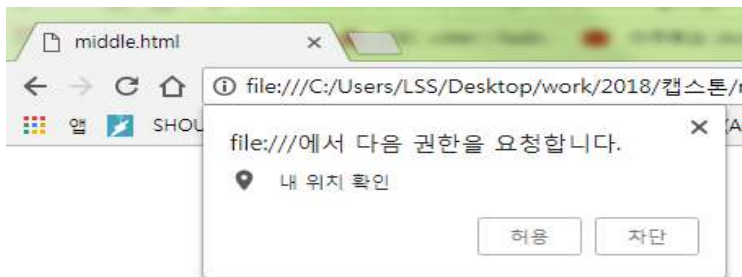 middle.html
file:///C:/Users/LSS/Desktop/work/2018/캡스톤/
앱 SHOU
file:///에서 다음 권한을 요청합니다.
내 위치 확인
허용 차단